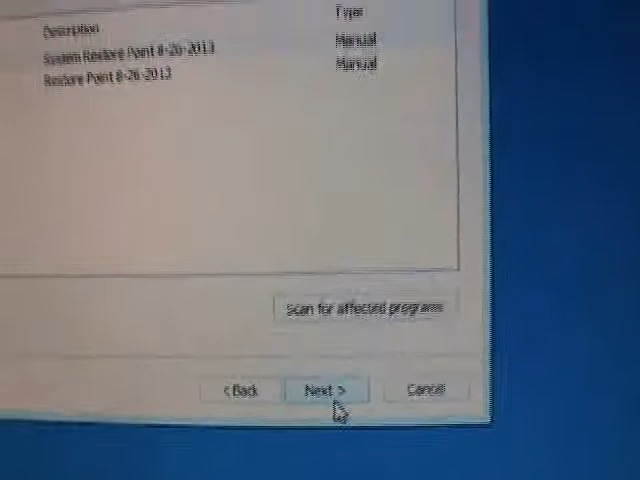 Description Type
System Restore Point 8-26-2013 Manual
Restore Point 8-26-2013 Manual
Scan for affected programs
< Back Next > Cancel